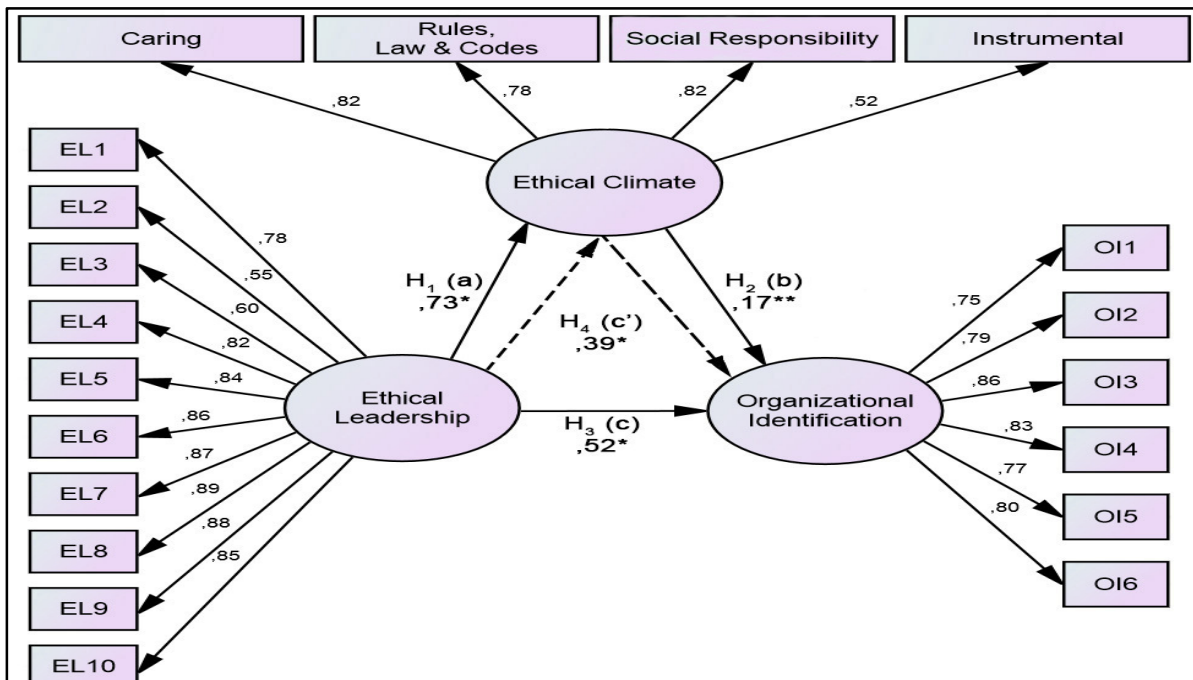 Caring
Rules,
Law & Codes
Social Responsibility
Instrumental
,82
,78
,82
,52
Ethical Climate
EL1
EL2
EL3
EL4
EL5
EL6
EL7
EL8
EL9
EL10
,78
,55
,60
,82
,84
,86
,87
,89
,88
,85
Ethical
Leadership
H₁ (a)
,73*
H₄ (c’)
,39*
H₂ (b)
,17**
H₃ (c)
,52*
Organizational
Identification
,75
,79
,86
,83
,77
,80
OI1
OI2
OI3
OI4
OI5
OI6